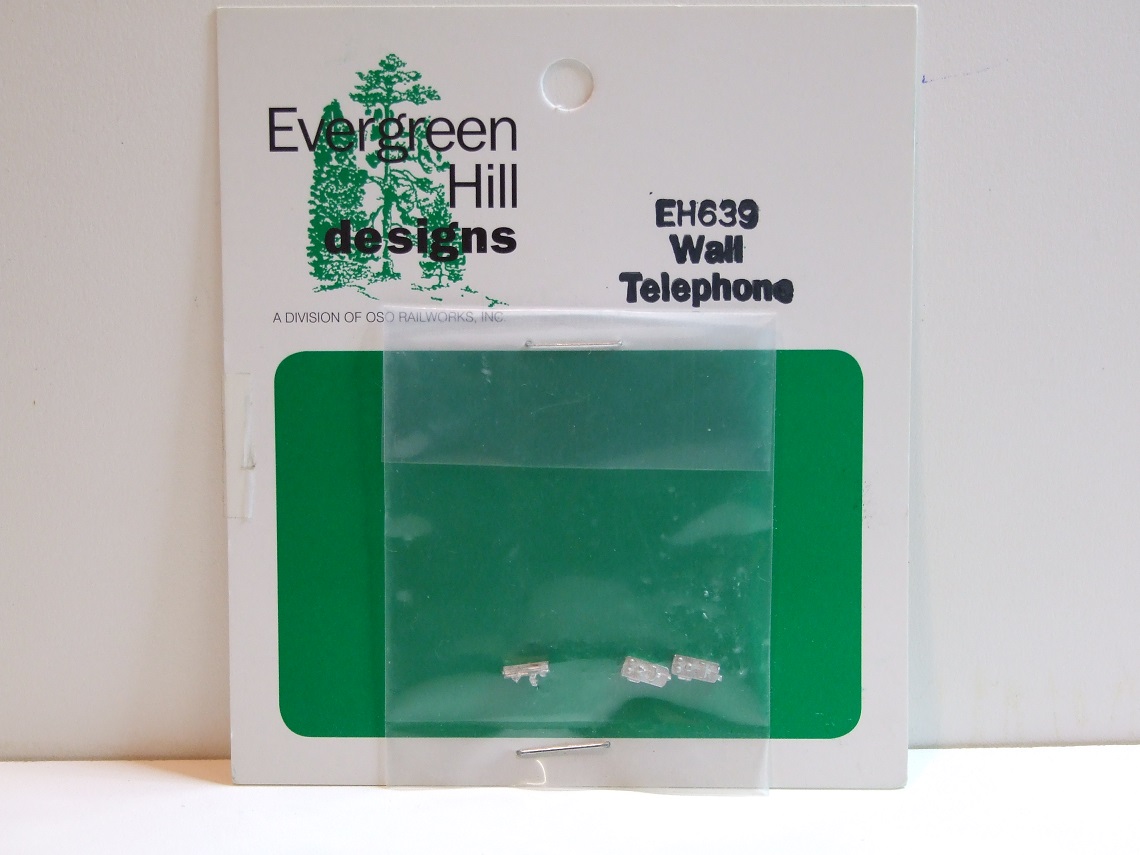 Evergreen
Hill
designs
A DIVISION OF OSO RAILWORKS, INC.
EH639
Wall
Telephone